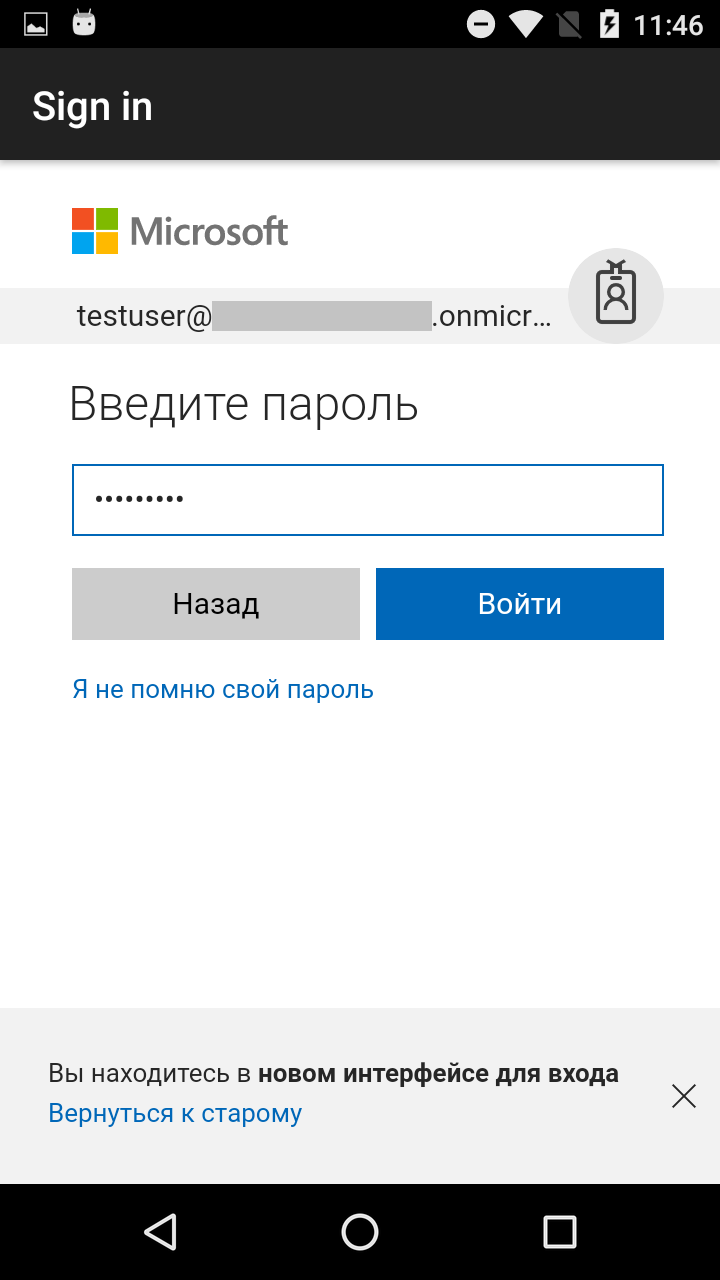 11:46
Sign in
Microsoft
testuser@ .onmicr...
Введите пароль
•••••••••
Назад Войти
Я не помню свой пароль
Вы находитесь в новом интерфейсе для входа
Вернуться к старому